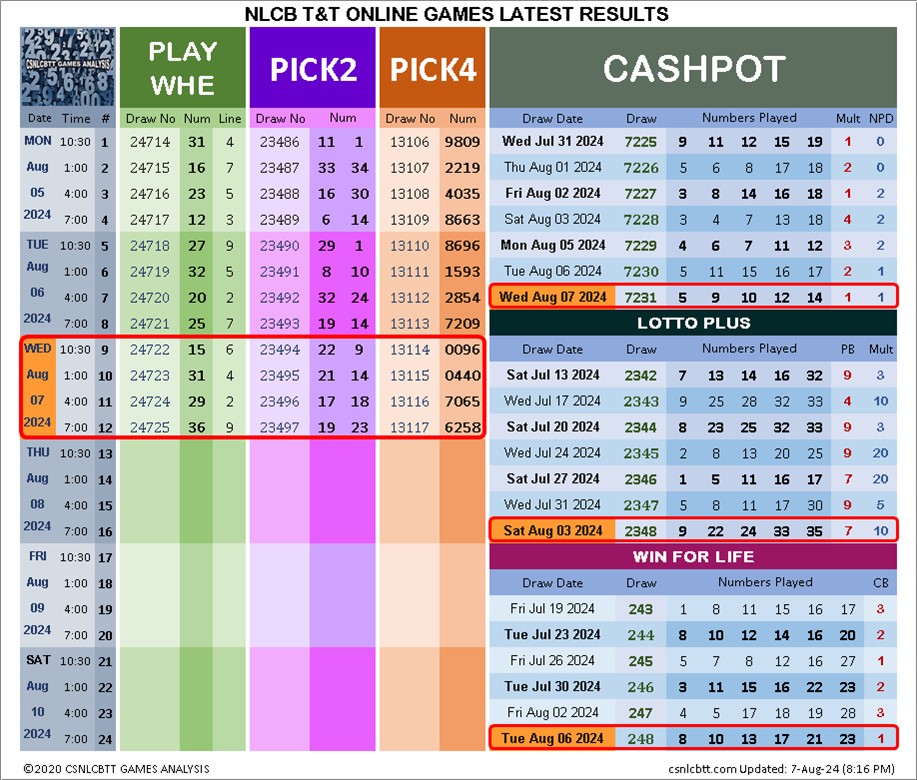 NLCB T&T ONLINE GAMES LATEST RESULTS
CSNLCBTT GAMES ANALYSIS
PLAY WHE PICK2 PICK4
Date Time # Draw No Num Line Draw No Num Draw No Num
MON 10:30 1 24714 31 4 23486 11 1 13106 9809
Aug 1:00 2 24715 16 7 23487 33 34 13107 2219
05 4:00 3 24716 23 5 23488 16 30 13108 4035
2024 7:00 4 24717 12 3 23489 6 14 13109 8663
TUE 10:30 5 24718 27 9 23490 29 1 13110 8696
Aug 1:00 6 24719 32 5 23491 8 10 13111 1593
06 4:00 7 24720 20 2 23492 32 24 13112 2854
2024 7:00 8 24721 25 7 23493 19 14 13113 7209
WED 10:30 9 24722 15 6 23494 22 9 13114 0096
Aug 1:00 10 24723 31 4 23495 21 14 13115 0440
07 4:00 11 24724 29 2 23496 17 18 13116 7065
2024 7:00 12 24725 36 9 23497 19 23 13117 6258
THU 10:30 13
Aug 1:00 14
08 4:00 15
2024 7:00 16
FRI 10:30 17
Aug 1:00 18
09 4:00 19
2024 7:00 20
SAT 10:30 21
Aug 1:00 22
10 4:00 23
2024 7:00 24
CASHPOT
Draw Date Draw Numbers Played Mult NPD
Wed Jul 31 2024 7225 9 11 12 15 19 1 0
Thu Aug 01 2024 7226 5 6 8 17 18 2 0
Fri Aug 02 2024 7227 3 8 14 16 18 1 2
Sat Aug 03 2024 7228 3 4 7 13 18 4 2
Mon Aug 05 2024 7229 4 6 7 11 12 3 2
Tue Aug 06 2024 7230 5 11 15 16 17 2 1
Wed Aug 07 2024 7231 5 9 10 12 14 1 1
LOTTO PLUS
Draw Date Draw Numbers Played PB Mult
Sat Jul 13 2024 2342 7 13 14 16 32 9 3
Wed Jul 17 2024 2343 9 25 28 32 33 4 10
Sat Jul 20 2024 2344 8 23 25 32 33 9 3
Wed Jul 24 2024 2345 2 8 13 20 25 9 20
Sat Jul 27 2024 2346 1 5 11 16 17 7 20
Wed Jul 31 2024 2347 5 8 11 17 30 9 5
Sat Aug 03 2024 2348 9 22 24 33 35 7 10
WIN FOR LIFE
Draw Date Draw Numbers Played CB
Fri Jul 19 2024 243 1 8 11 15 16 17 3
Tue Jul 23 2024 244 8 10 12 14 16 20 2
Fri Jul 26 2024 245 5 7 8 12 16 27 1
Tue Jul 30 2024 246 3 11 15 16 22 23 2
Fri Aug 02 2024 247 4 5 17 18 19 28 3
Tue Aug 06 2024 248 8 10 13 17 21 23 1
©2020 CSNLCBTT GAMES ANALYSIS
csnlcbtt.com Updated: 7-Aug-24 (8:16 PM)